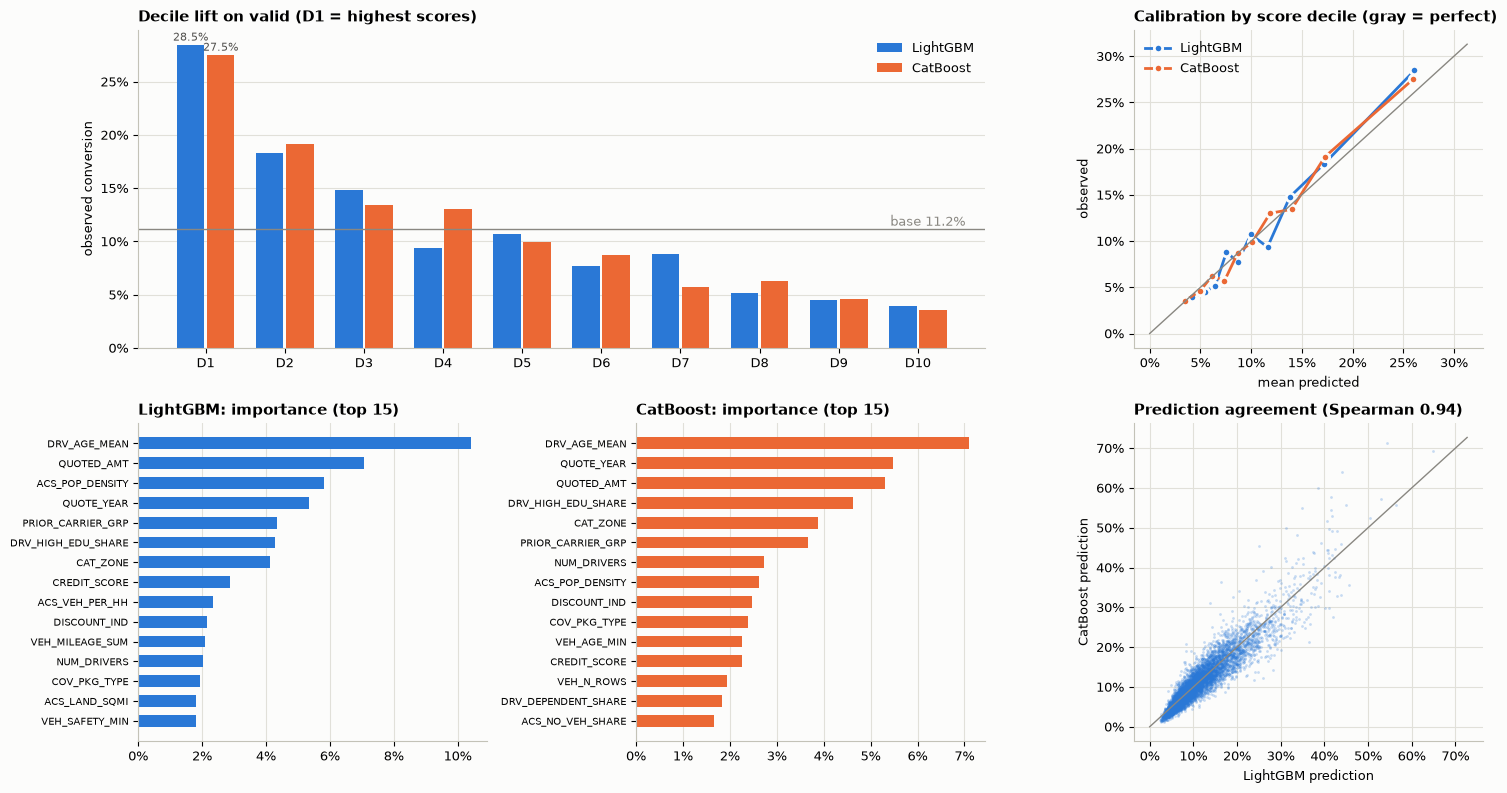 Decile lift on valid (D1 = highest scores)
28.5%
27.5%
LightGBM
CatBoost
base 11.2%
observed conversion
25%
20%
15%
10%
5%
0%
D1 D2 D3 D4 D5 D6 D7 D8 D9 D10
Calibration by score decile (gray = perfect)
LightGBM
CatBoost
observed
30%
25%
20%
15%
10%
5%
0%
0% 5% 10% 15% 20% 25% 30%
mean predicted
LightGBM: importance (top 15)
DRV_AGE_MEAN
QUOTED_AMT
ACS_POP_DENSITY
QUOTE_YEAR
PRIOR_CARRIER_GRP
DRV_HIGH_EDU_SHARE
CAT_ZONE
CREDIT_SCORE
ACS_VEH_PER_HH
DISCOUNT_IND
VEH_MILEAGE_SUM
NUM_DRIVERS
COV_PKG_TYPE
ACS_LAND_SQMI
VEH_SAFETY_MIN
0% 2% 4% 6% 8% 10%
CatBoost: importance (top 15)
DRV_AGE_MEAN
QUOTE_YEAR
QUOTED_AMT
DRV_HIGH_EDU_SHARE
CAT_ZONE
PRIOR_CARRIER_GRP
NUM_DRIVERS
ACS_POP_DENSITY
DISCOUNT_IND
COV_PKG_TYPE
VEH_AGE_MIN
CREDIT_SCORE
VEH_N_ROWS
DRV_DEPENDENT_SHARE
ACS_NO_VEH_SHARE
0% 1% 2% 3% 4% 5% 6% 7%
Prediction agreement (Spearman 0.94)
CatBoost prediction
70%
60%
50%
40%
30%
20%
10%
0%
0% 10% 20% 30% 40% 50% 60% 70%
LightGBM prediction